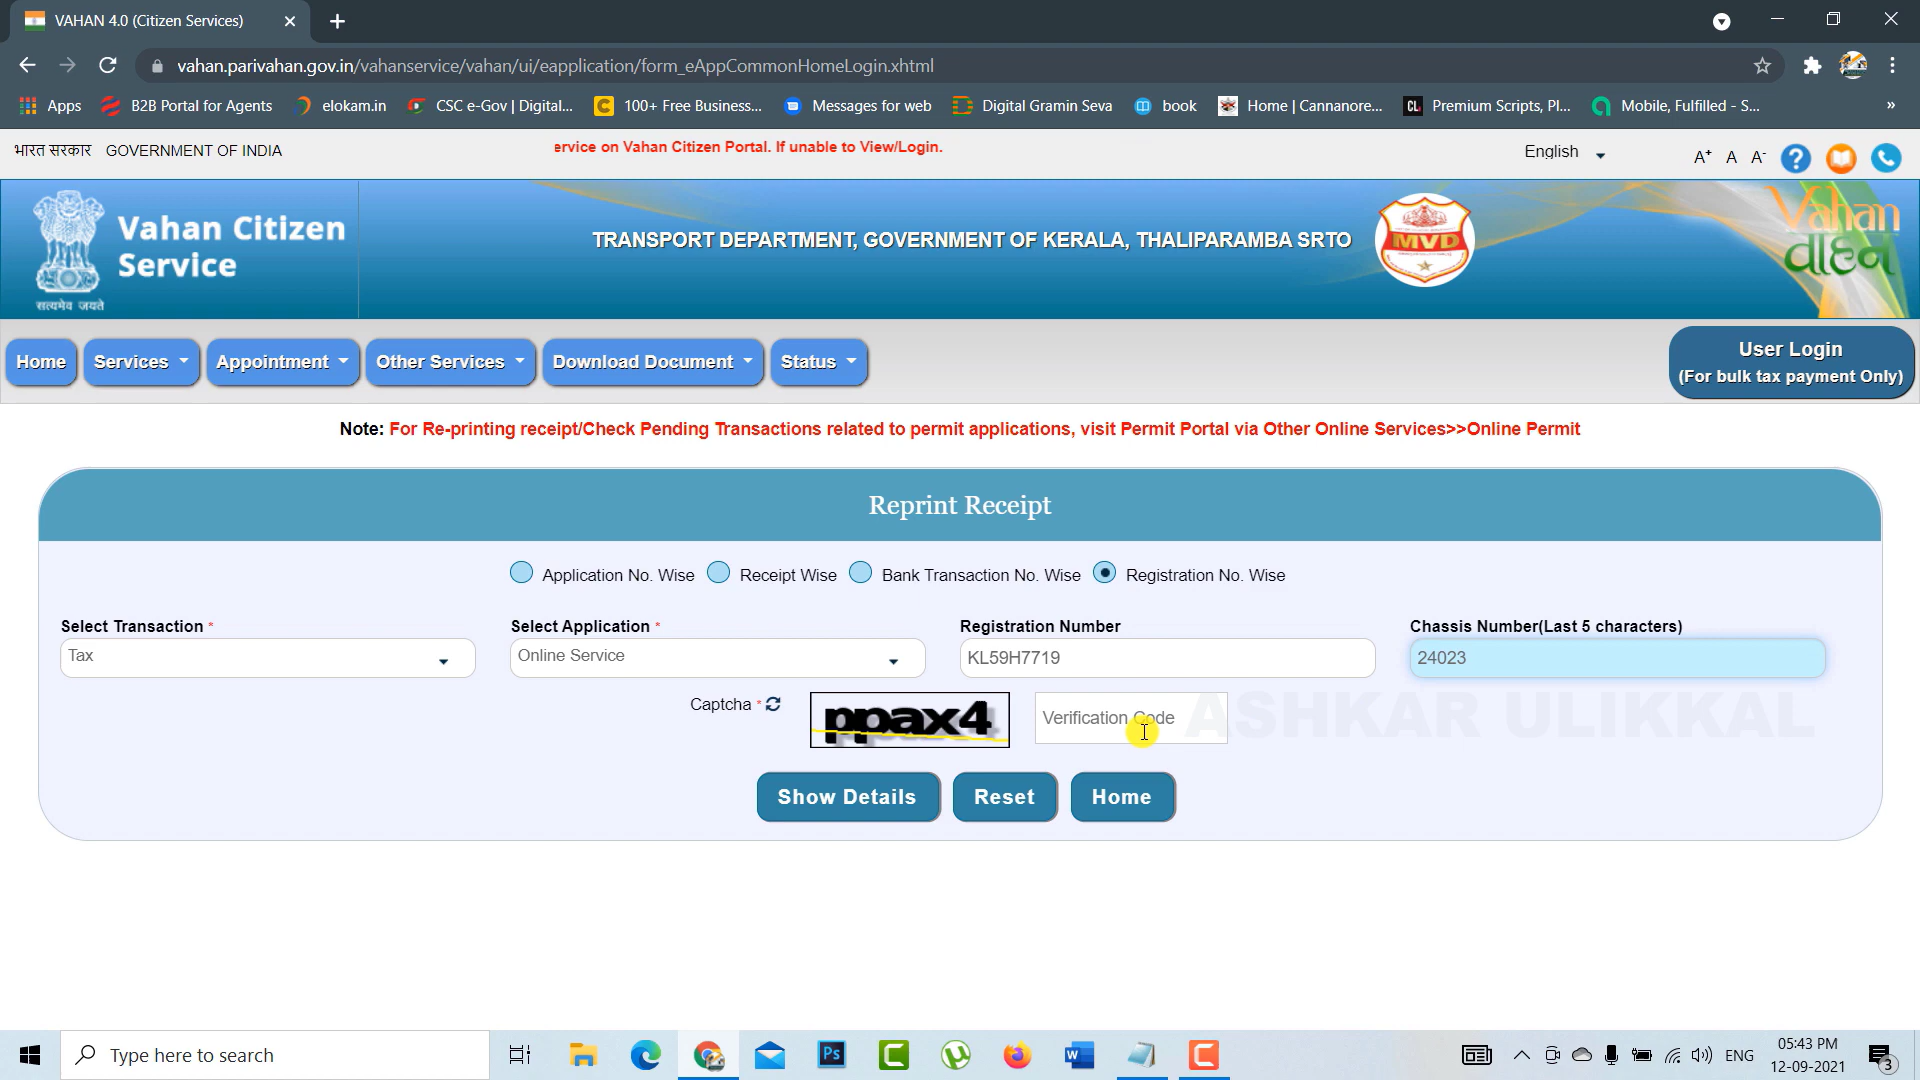 VAHAN 4.0 (Citizen Services)
vahan.parivahan.gov.in/vahanservice/vahan/ui/eapplication/form_eAppCommonHomeLogin.xhtml
Apps B2B Portal for Agents elokam.in CSC e-Gov | Digital... 100+ Free Business... Messages for web Digital Gramin Seva book Home | Cannanore... CL Premium Scripts, Pl... Mobile, Fulfilled - S... »
भारत सरकार GOVERNMENT OF INDIA ervice on Vahan Citizen Portal. If unable to View/Login. English A+ A A-
Vahan Citizen
Service
सत्यमेव जयते
TRANSPORT DEPARTMENT, GOVERNMENT OF KERALA, THALIPARAMBA SRTO
MVD
Vahan
वाहन
Home Services Appointment Other Services Download Document Status
User Login
(For bulk tax payment Only)
Note: For Re-printing receipt/Check Pending Transactions related to permit applications, visit Permit Portal via Other Online Services>>Online Permit
Reprint Receipt
Application No. Wise Receipt Wise Bank Transaction No. Wise Registration No. Wise
Select Transaction * Select Application * Registration Number Chassis Number(Last 5 characters)
Tax Online Service KL59H7719 24023
Captcha * ppax4 Verification Code
ASHKAR ULIKKAL
Show Details Reset Home
Type here to search
Ps
ENG
05:43 PM
12-09-2021
3